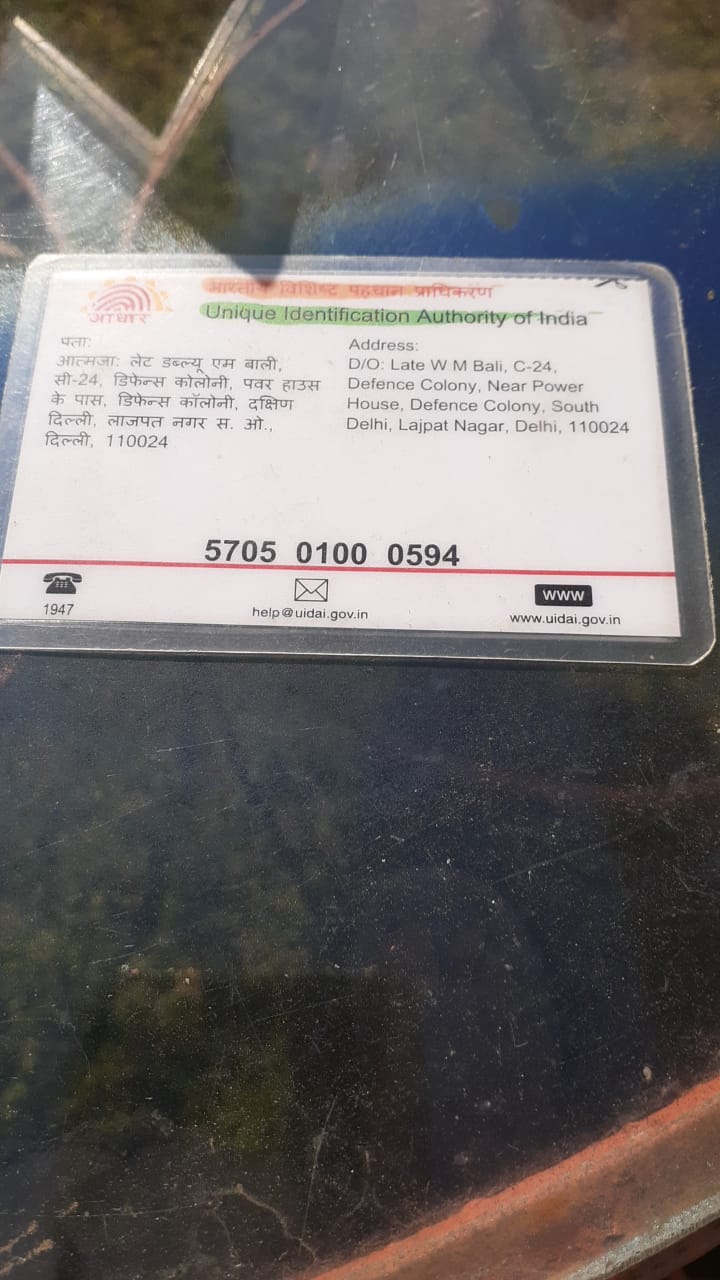 आधार
भारतीय विशिष्ट पहचान प्राधिकरण
Unique Identification Authority of India
पता:
आत्मजा: लेट डब्ल्यू एम बाली,
सी-24, डिफेन्स कोलोनी, पवर हाउस
के पास, डिफेन्स कॉलोनी, दक्षिण
दिल्ली, लाजपत नगर स. ओ.,
दिल्ली, 110024
Address:
D/O: Late W M Bali, C-24,
Defence Colony, Near Power
House, Defence Colony, South
Delhi, Lajpat Nagar, Delhi, 110024
5705 0100 0594
1947
help@uidai.gov.in
www
www.uidai.gov.in